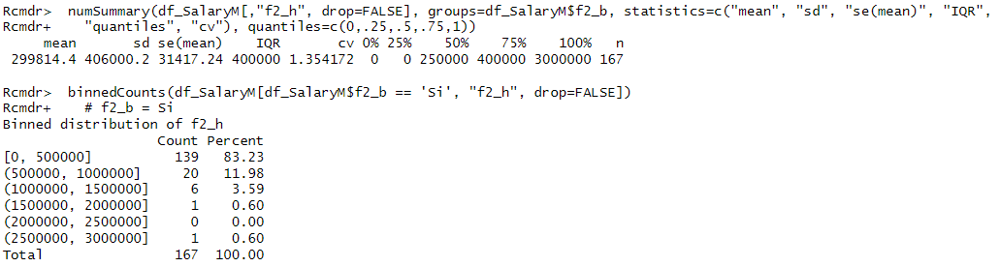 Rcmdr>  numSummary(df_SalaryM[,"f2_h", drop=FALSE], groups=df_SalaryM$f2_b, statistics=c("mean", "sd", "se(mean)", "IQR",
Rcmdr+    "quantiles", "cv"), quantiles=c(0,.25,.5,.75,1))
     mean       sd se(mean)    IQR       cv 0% 25%    50%    75%    100%   n
 299814.4 406000.2 31417.24 400000 1.354172  0   0 250000 400000 3000000 167
Rcmdr>  binnedCounts(df_SalaryM[df_SalaryM$f2_b == 'Si', "f2_h", drop=FALSE])
Rcmdr+    # f2_b = Si
Binned distribution of f2_h
                   Count Percent
[0, 500000]          139   83.23
(500000, 1000000]     20   11.98
(1000000, 1500000]     6    3.59
(1500000, 2000000]     1    0.60
(2000000, 2500000]     0    0.00
(2500000, 3000000]     1    0.60
Total                167  100.00